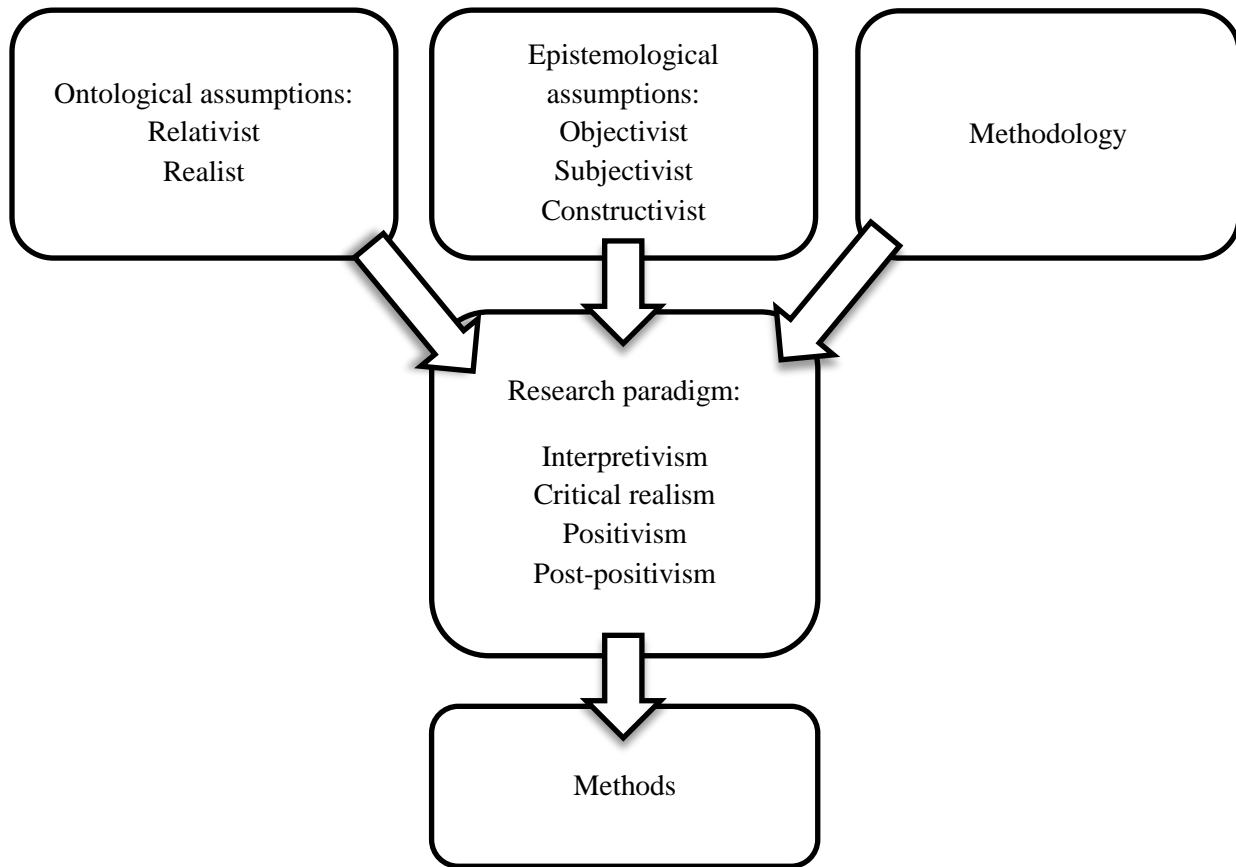 Ontological assumptions:
Relativist
Realist
Epistemological
assumptions:
Objectivist
Subjectivist
Constructivist
Methodology
Research paradigm:
Interpretivism
Critical realism
Positivism
Post-positivism
Methods